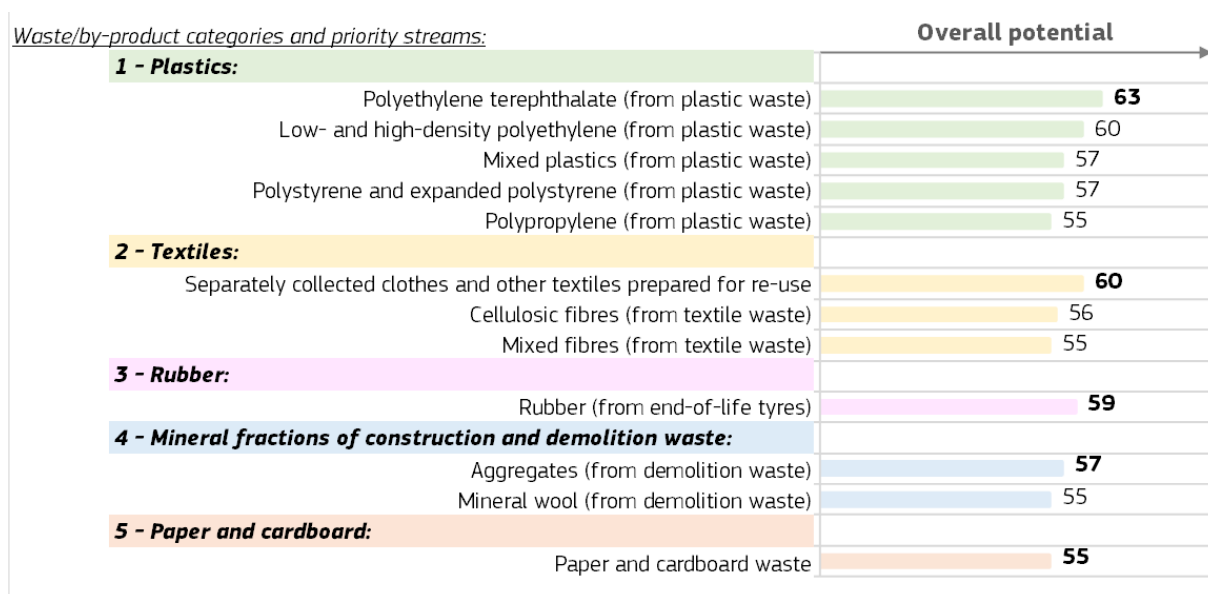 Waste/by-product categories and priority streams:
Overall potential
1 - Plastics:
Polyethylene terephthalate (from plastic waste) 63
Low- and high-density polyethylene (from plastic waste) 60
Mixed plastics (from plastic waste) 57
Polystyrene and expanded polystyrene (from plastic waste) 57
Polypropylene (from plastic waste) 55
2 - Textiles:
Separately collected clothes and other textiles prepared for re-use 60
Cellulosic fibres (from textile waste) 56
Mixed fibres (from textile waste) 55
3 - Rubber:
Rubber (from end-of-life tyres) 59
4 - Mineral fractions of construction and demolition waste:
Aggregates (from demolition waste) 57
Mineral wool (from demolition waste) 55
5 - Paper and cardboard:
Paper and cardboard waste 55